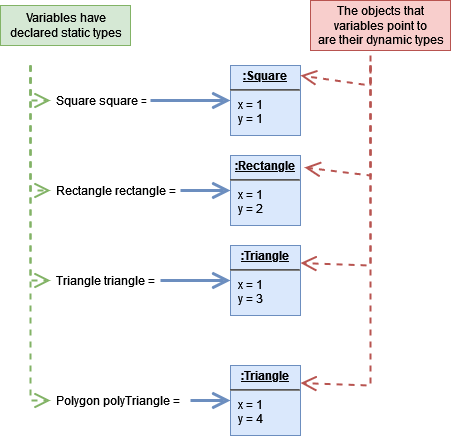 Variables have
declared static types
The objects that
variables point to
are their dynamic types
Square square =
:Square
x = 1
y = 1
Rectangle rectangle =
:Rectangle
x = 1
y = 2
Triangle triangle =
:Triangle
x = 1
y = 3
Polygon polyTriangle =
:Triangle
x = 1
y = 4